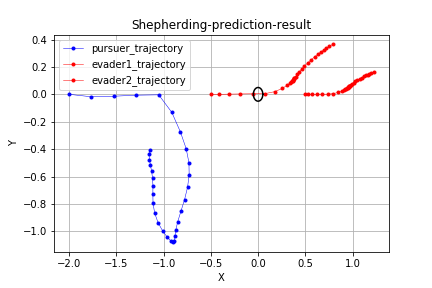 Shepherding-prediction-result
pursuer_trajectory
evader1_trajectory
evader2_trajectory
0.4
0.2
0.0
−0.2
−0.4
−0.6
−0.8
−1.0
Y
−2.0 −1.5 −1.0 −0.5 0.0 0.5 1.0
X